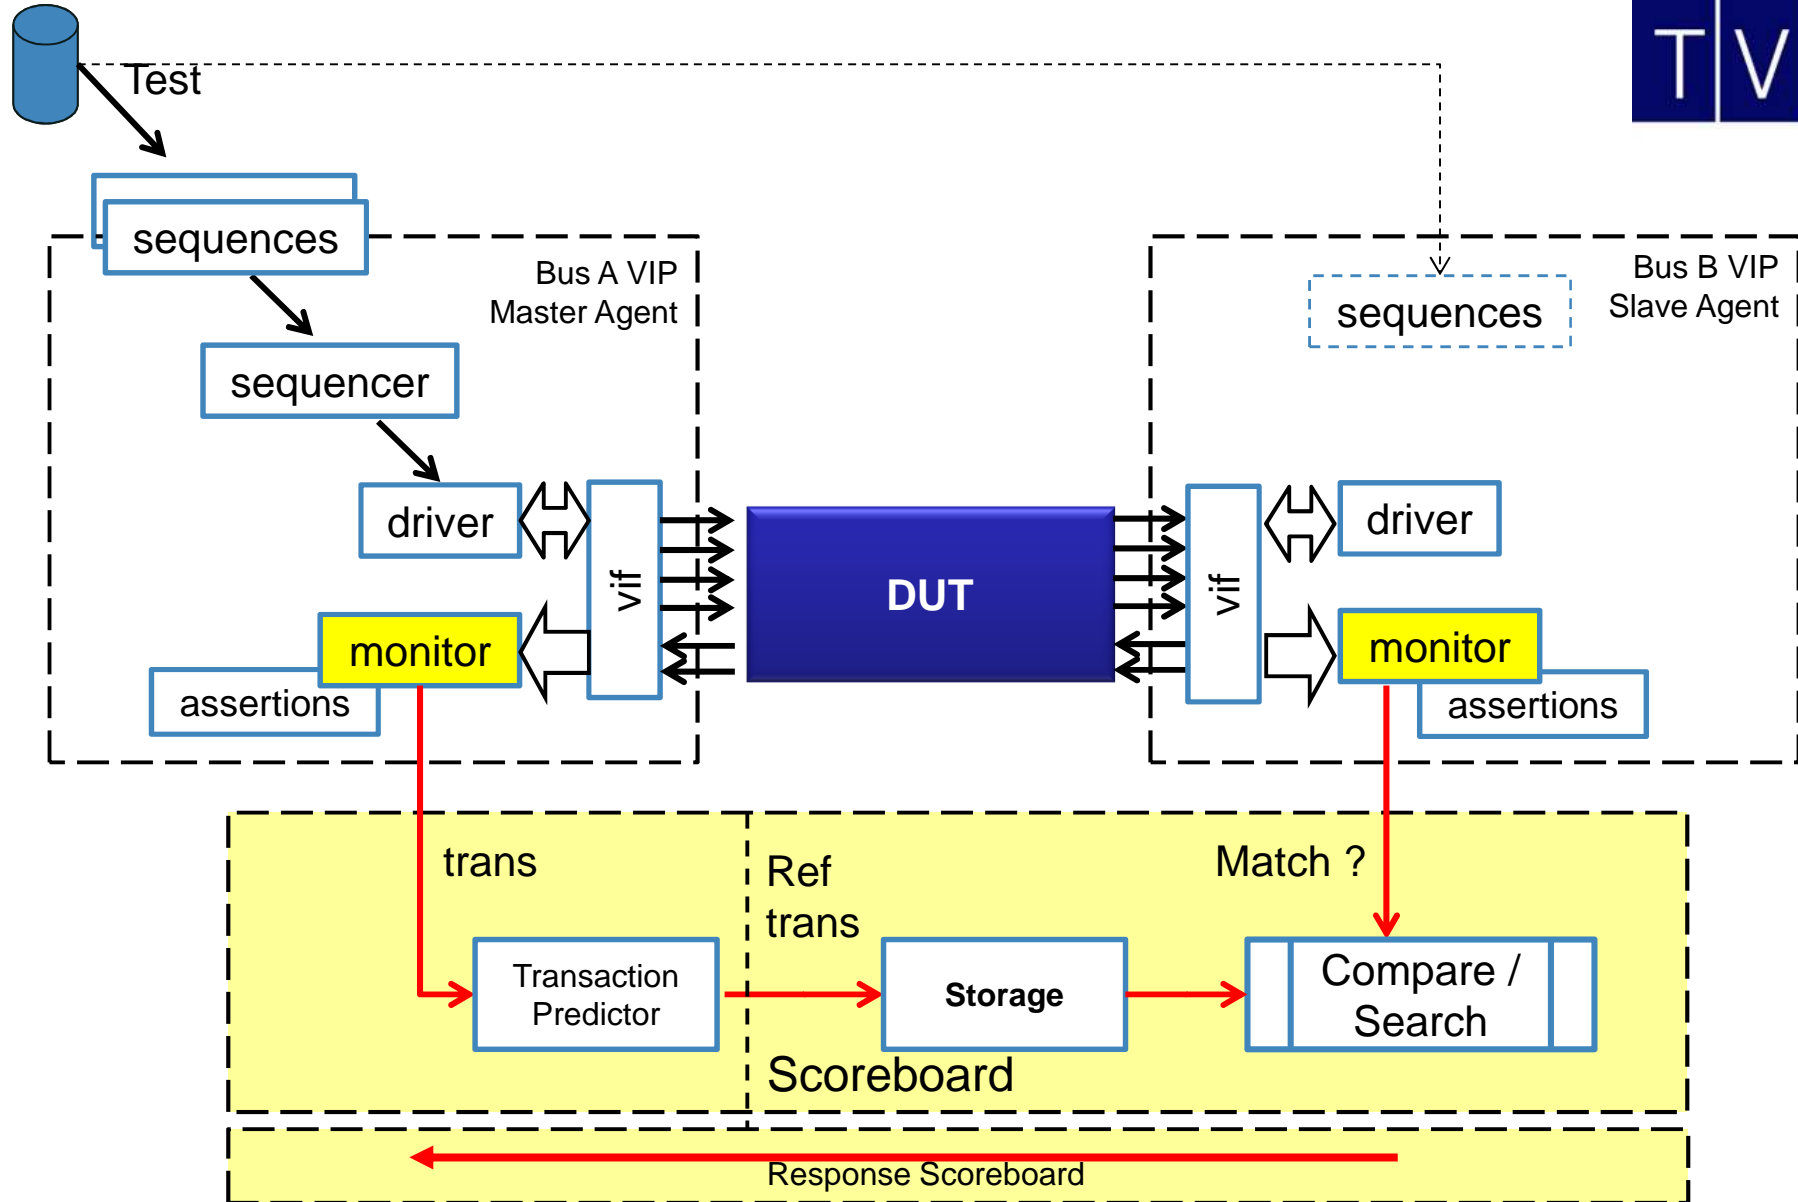 T V
Test
sequences
Bus A VIP
Master Agent
Bus B VIP
Slave Agent
sequences
sequencer
driver
vif
DUT
vif
driver
monitor
assertions
monitor
assertions
trans
Ref
trans
Match ?
Transaction
Predictor
Storage
Compare /
Search
Scoreboard
Response Scoreboard